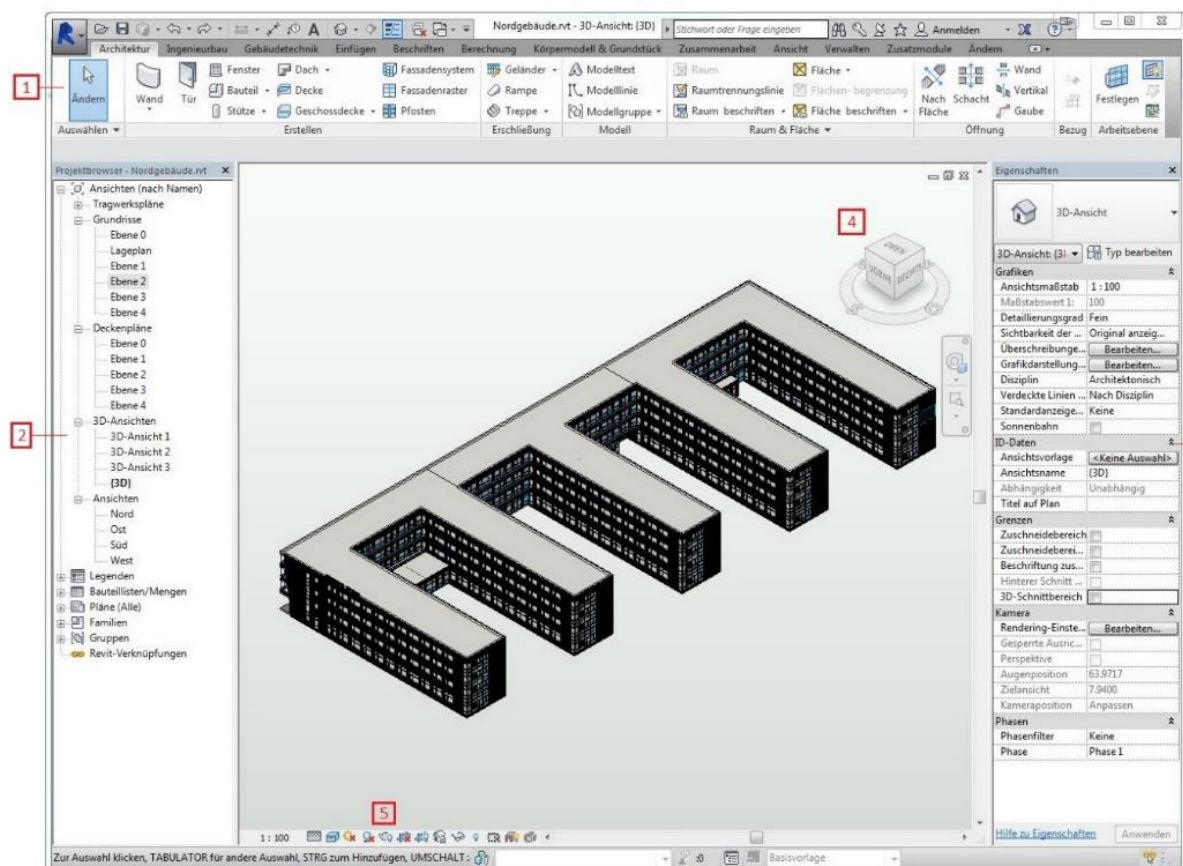 Nordgebäude.rvt - 3D-Ansicht: {3D}
Stichwort oder Frage eingeben
Anmelden
Architektur Ingenieurbau Gebäudetechnik Einfügen Beschriften Berechnung Körpermodell & Grundstück Zusammenarbeit Ansicht Verwalten Zusatzmodule Ändern
1
Ändern
Wand
Tür
Fenster
Bauteil
Stütze
Dach
Decke
Geschossdecke
Fassadensystem
Fassadenraster
Pfosten
Geländer
Rampe
Treppe
Modelltext
Modelllinie
Modellgruppe
Raum
Raumtrennungslinie
Raum beschriften
Fläche
Flächen- begrenzung
Fläche beschriften
Nach Fläche
Schacht
Wand
Vertikal
Gaube
Festlegen
Auswählen
Erstellen
Erschließung
Modell
Raum & Fläche
Öffnung
Bezug
Arbeitsebene
Projektbrowser - Nordgebäude.rvt
Ansichten (nach Namen)
Tragwerkspläne
Grundrisse
Ebene 0
Lageplan
Ebene 1
Ebene 2
Ebene 3
Ebene 4
Deckenpläne
Ebene 0
Ebene 1
Ebene 2
Ebene 3
Ebene 4
2
3D-Ansichten
3D-Ansicht 1
3D-Ansicht 2
3D-Ansicht 3
{3D}
Ansichten
Nord
Ost
Süd
West
Legenden
Bauteillisten/Mengen
Pläne (Alle)
Familien
Gruppen
Revit-Verknüpfungen
4
OBEN
VORNE
RECHTS
5
1 : 100
Eigenschaften
3D-Ansicht
3D-Ansicht: {3I
Typ bearbeiten
Grafiken
Ansichtsmaßstab 1 : 100
Maßstabswert 1: 100
Detaillierungsgrad Fein
Sichtbarkeit der ... Original anzeig...
Überschreibunge... Bearbeiten...
Grafikdarstellung... Bearbeiten...
Disziplin Architektonisch
Verdeckte Linien Nach Disziplin
Standardanzeige... Keine
Sonnenbahn
ID-Daten
Ansichtsvorlage <Keine Auswahl>
Ansichtsname {3D}
Abhängigkeit Unabhängig
Titel auf Plan
Grenzen
Zuschneidebereich
Zuschneideberei...
Beschriftung zus...
Hinterer Schnitt ...
3D-Schnittbereich
Kamera
Rendering-Einste... Bearbeiten...
Gesperrte Ausric...
Perspektive
Augenposition 63.9717
Zielansicht 7.9400
Kameraposition Anpassen
Phasen
Phasenfilter Keine
Phase Phase 1
Hilfe zu Eigenschaften
Anwenden
Zur Auswahl klicken, TABULATOR für andere Auswahl, STRG zum Hinzufügen, UMSCHALT:
:0
Basisvorlage